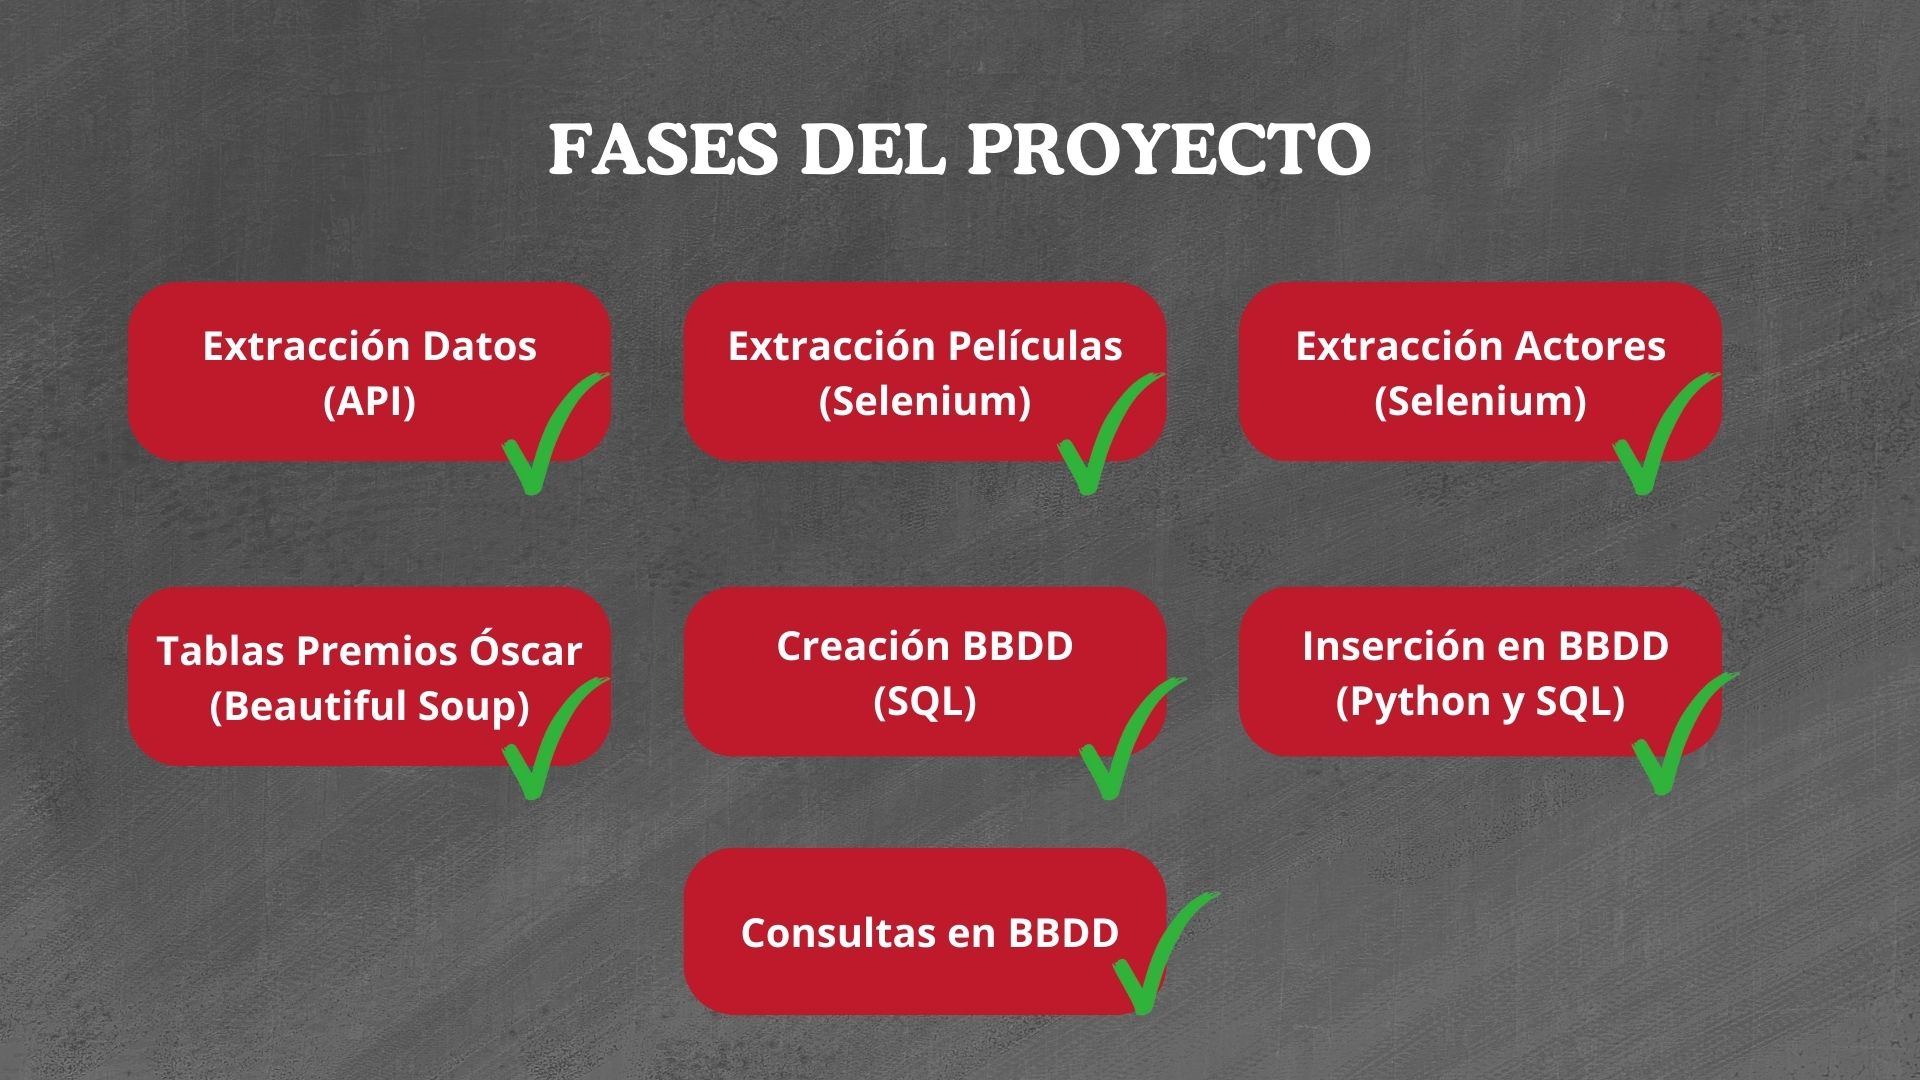 FASES DEL PROYECTO
Extracción Datos
(API)
Extracción Películas
(Selenium)
Extracción Actores
(Selenium)
Tablas Premios Óscar
(Beautiful Soup)
Creación BBDD
(SQL)
Inserción en BBDD
(Python y SQL)
Consultas en BBDD